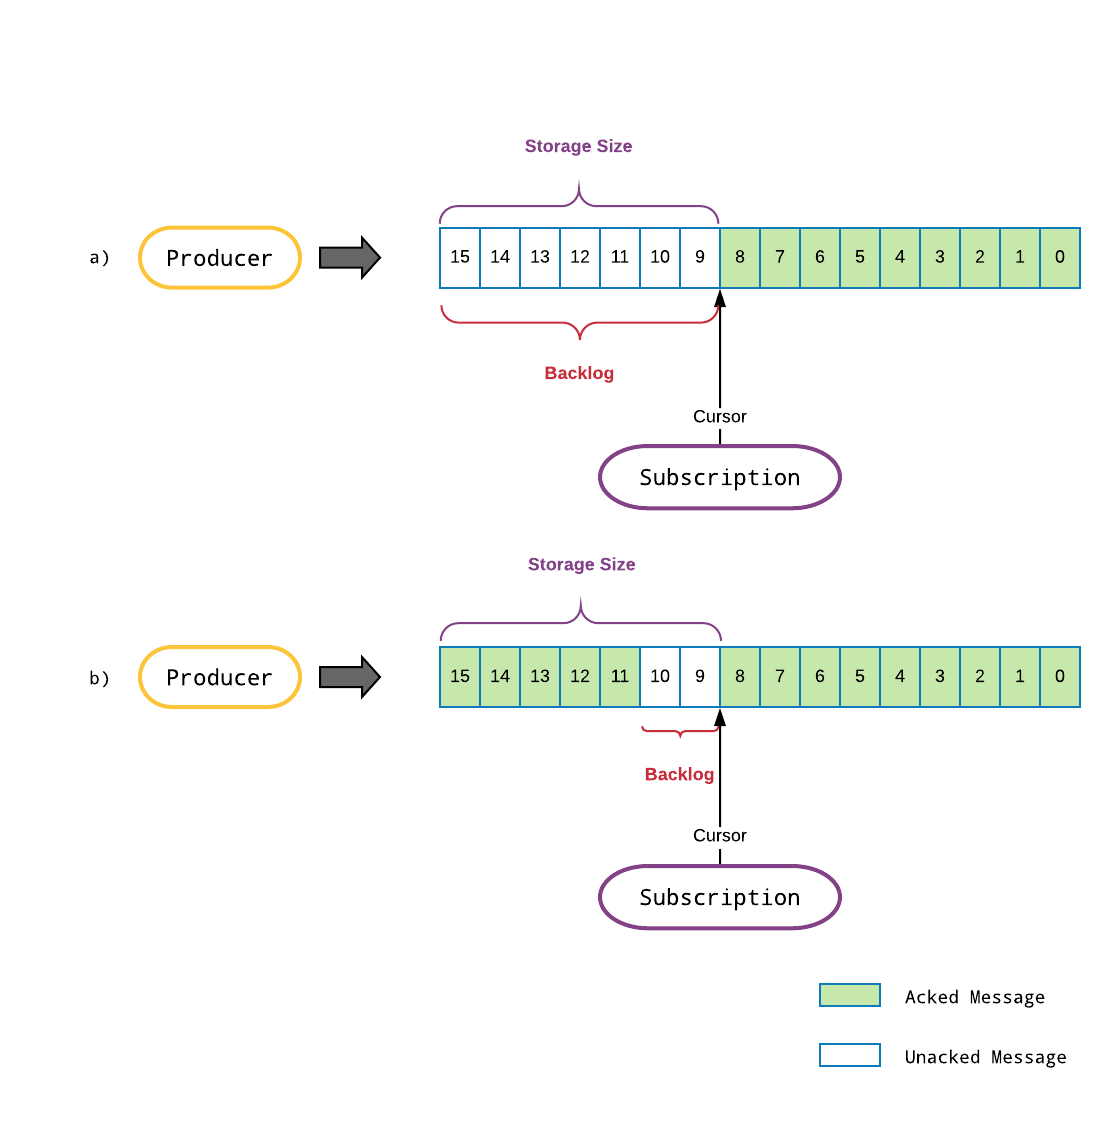 Storage Size
a) Producer 15 14 13 12 11 10 9 8 7 6 5 4 3 2 1 0
Backlog
Cursor
Subscription
Storage Size
b) Producer 15 14 13 12 11 10 9 8 7 6 5 4 3 2 1 0
Backlog
Cursor
Subscription
Acked Message
Unacked Message